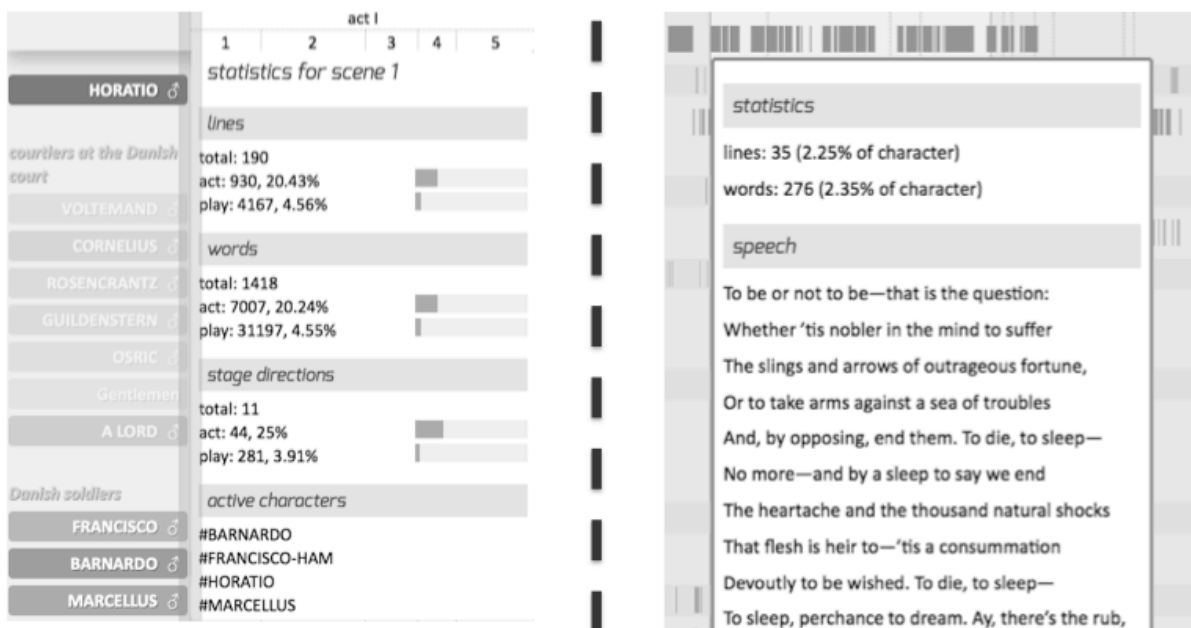 act I
1 2 3 4 5
statistics for scene 1
HORATIO ♂
lines
total: 190
act: 930, 20.43%
play: 4167, 4.56%
courtiers at the Danish
court
VOLTEMAND ♂
CORNELIUS ♂
ROSENCRANTZ ♂
GUILDENSTERN ♂
OSRIC ♂
Gentlemen
A LORD ♂
words
total: 1418
act: 7007, 20.24%
play: 31197, 4.55%
stage directions
total: 11
act: 44, 25%
play: 281, 3.91%
Danish soldiers
FRANCISCO ♂
BARNARDO ♂
MARCELLUS ♂
active characters
#BARNARDO
#FRANCISCO-HAM
#HORATIO
#MARCELLUS
statistics
lines: 35 (2.25% of character)
words: 276 (2.35% of character)
speech
To be or not to be—that is the question:
Whether ’tis nobler in the mind to suffer
The slings and arrows of outrageous fortune,
Or to take arms against a sea of troubles
And, by opposing, end them. To die, to sleep—
No more—and by a sleep to say we end
The heartache and the thousand natural shocks
That flesh is heir to—’tis a consummation
Devoutly to be wished. To die, to sleep—
To sleep, perchance to dream. Ay, there’s the rub,